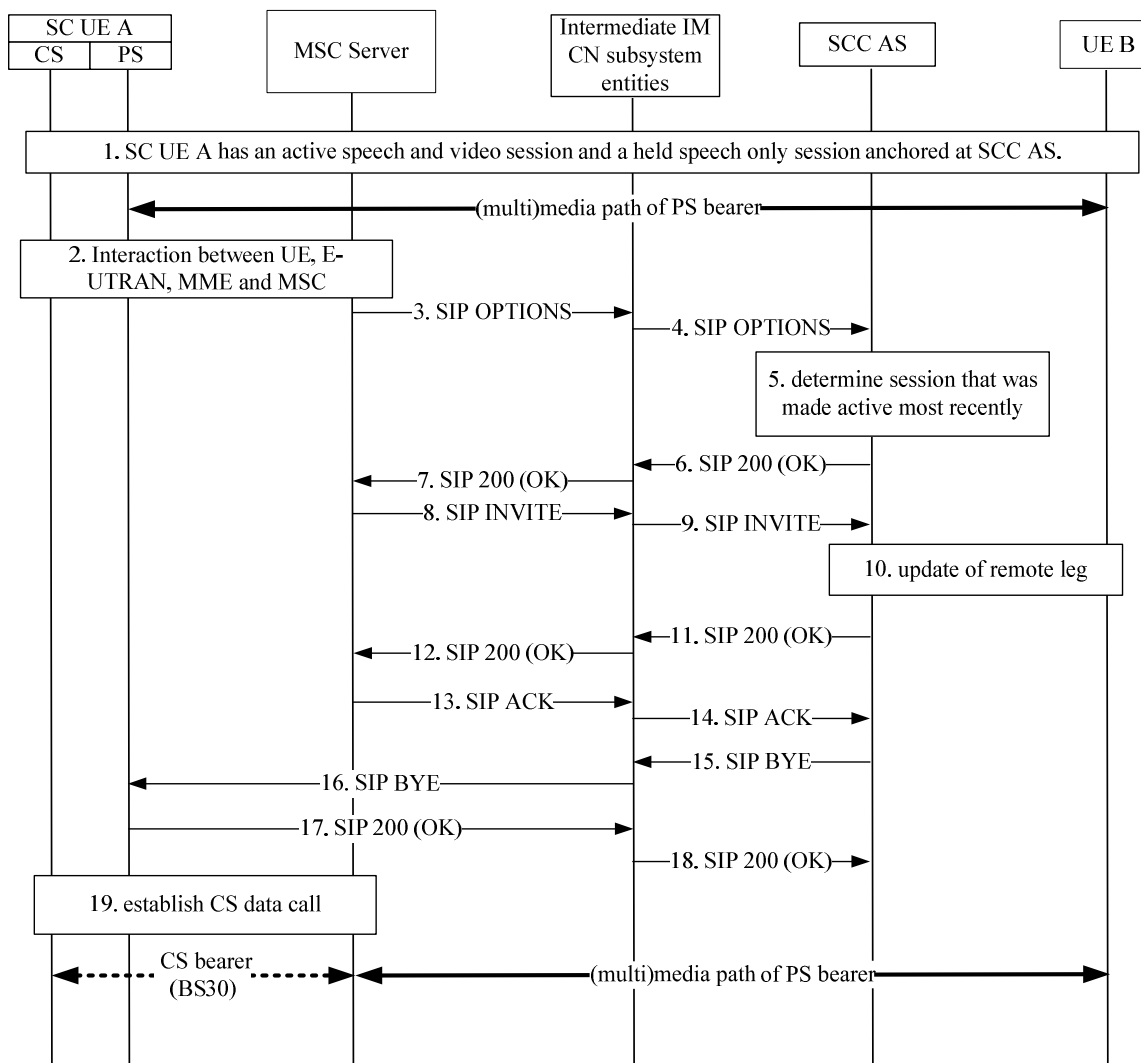 SC UE A
CS PS
MSC Server
Intermediate IM
CN subsystem
entities
SCC AS
UE B
1. SC UE A has an active speech and video session and a held speech only session anchored at SCC AS.
(multi)media path of PS bearer
2. Interaction between UE, E-
UTRAN, MME and MSC
3. SIP OPTIONS
4. SIP OPTIONS
5. determine session that was
made active most recently
6. SIP 200 (OK)
7. SIP 200 (OK)
8. SIP INVITE
9. SIP INVITE
10. update of remote leg
11. SIP 200 (OK)
12. SIP 200 (OK)
13. SIP ACK
14. SIP ACK
15. SIP BYE
16. SIP BYE
17. SIP 200 (OK)
18. SIP 200 (OK)
19. establish CS data call
CS bearer
(BS30)
(multi)media path of PS bearer